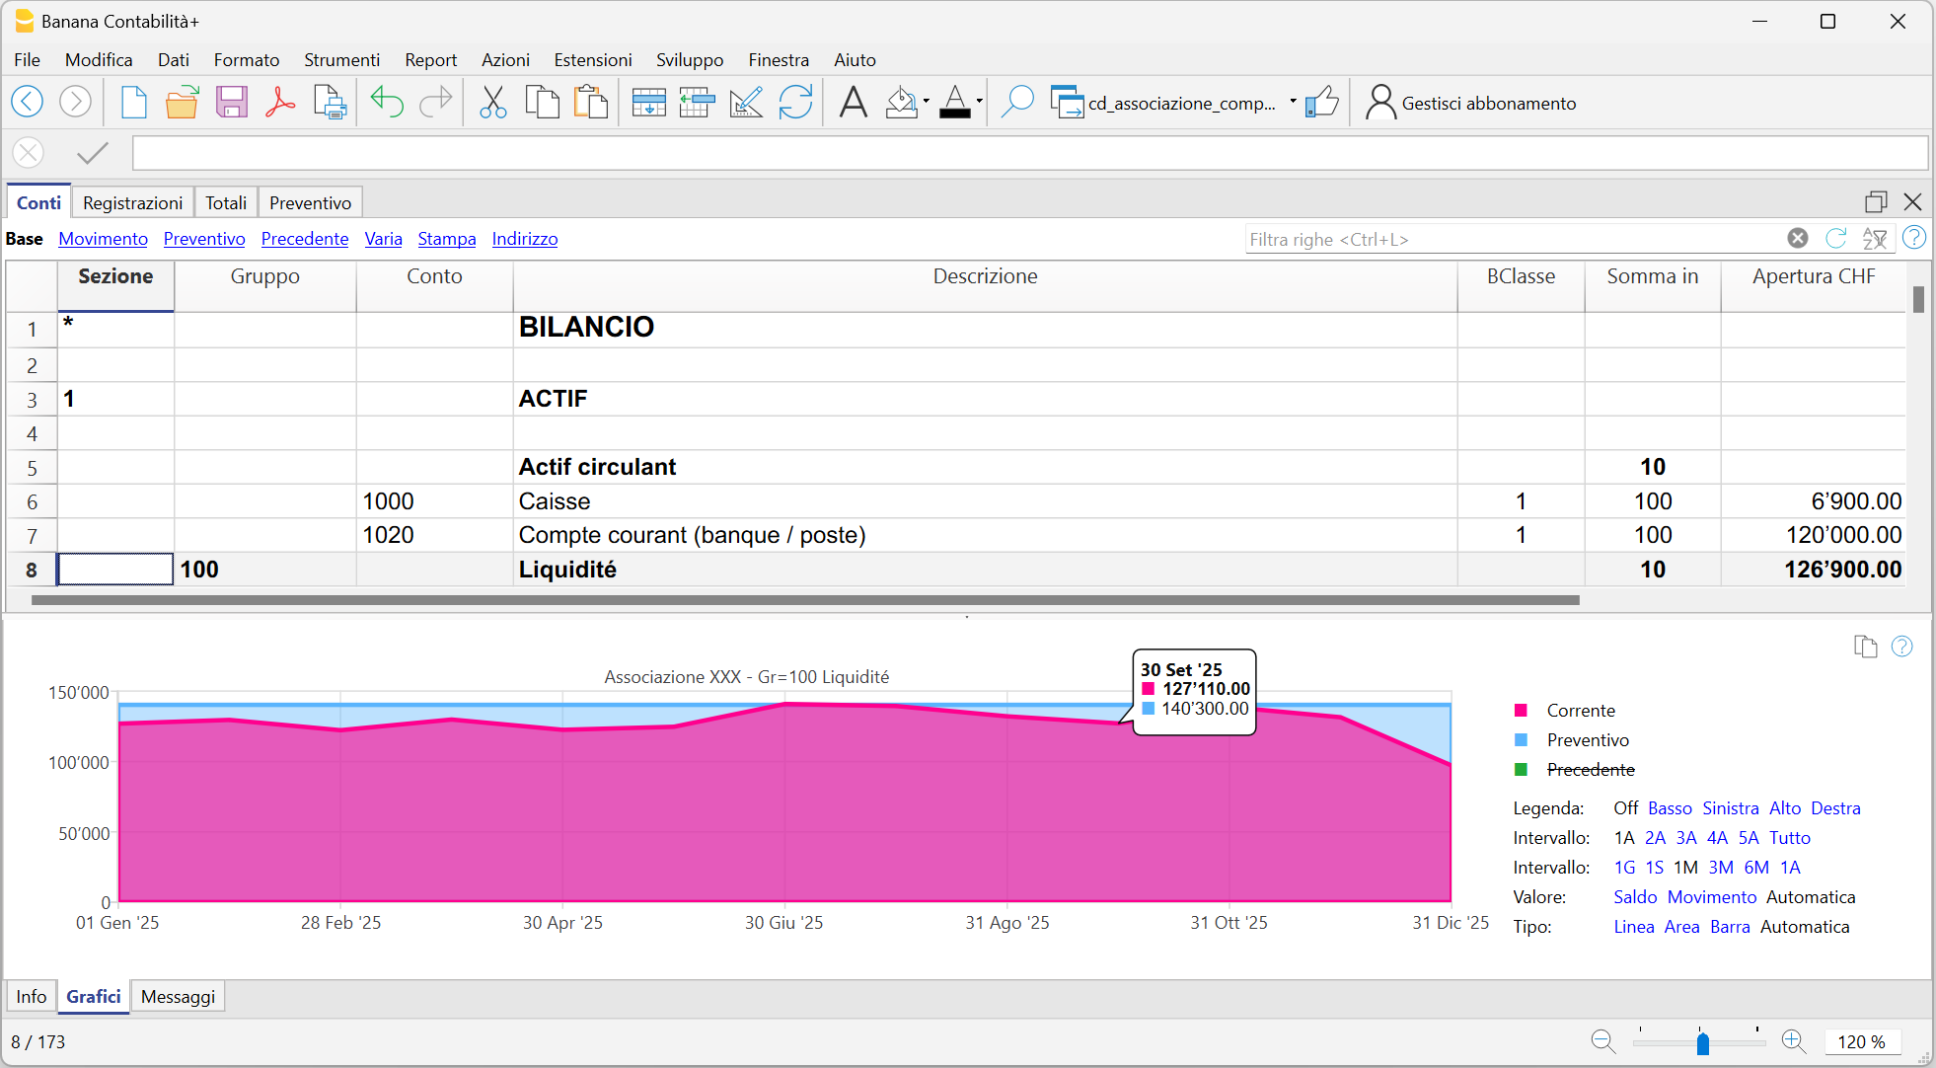 Banana Contabilità+
File Modifica Dati Formato Strumenti Report Azioni Estensioni Sviluppo Finestra Aiuto
cd_associazione_comp... Gestisci abbonamento
Conti Registrazioni Totali Preventivo
Base Movimento Preventivo Precedente Varia Stampa Indirizzo Filtra righe <Ctrl+L>
Sezione Gruppo Conto Descrizione BClasse Somma in Apertura CHF
1 * BILANCIO
2
3 1 ACTIF
4
5 Actif circulant 10
6 1000 Caisse 1 100 6’900.00
7 1020 Compte courant (banque / poste) 1 100 120’000.00
8 100 Liquidité 10 126’900.00
Associazione XXX - Gr=100 Liquidité
30 Set '25
127’110.00
140’300.00
150’000
100’000
50’000
0
01 Gen '25 28 Feb '25 30 Apr '25 30 Giu '25 31 Ago '25 31 Ott '25 31 Dic '25
Corrente
Preventivo
Precedente
Legenda: Off Basso Sinistra Alto Destra
Intervallo: 1A 2A 3A 4A 5A Tutto
Intervallo: 1G 1S 1M 3M 6M 1A
Valore: Saldo Movimento Automatica
Tipo: Linea Area Barra Automatica
Info Grafici Messaggi
8 / 173 120 %